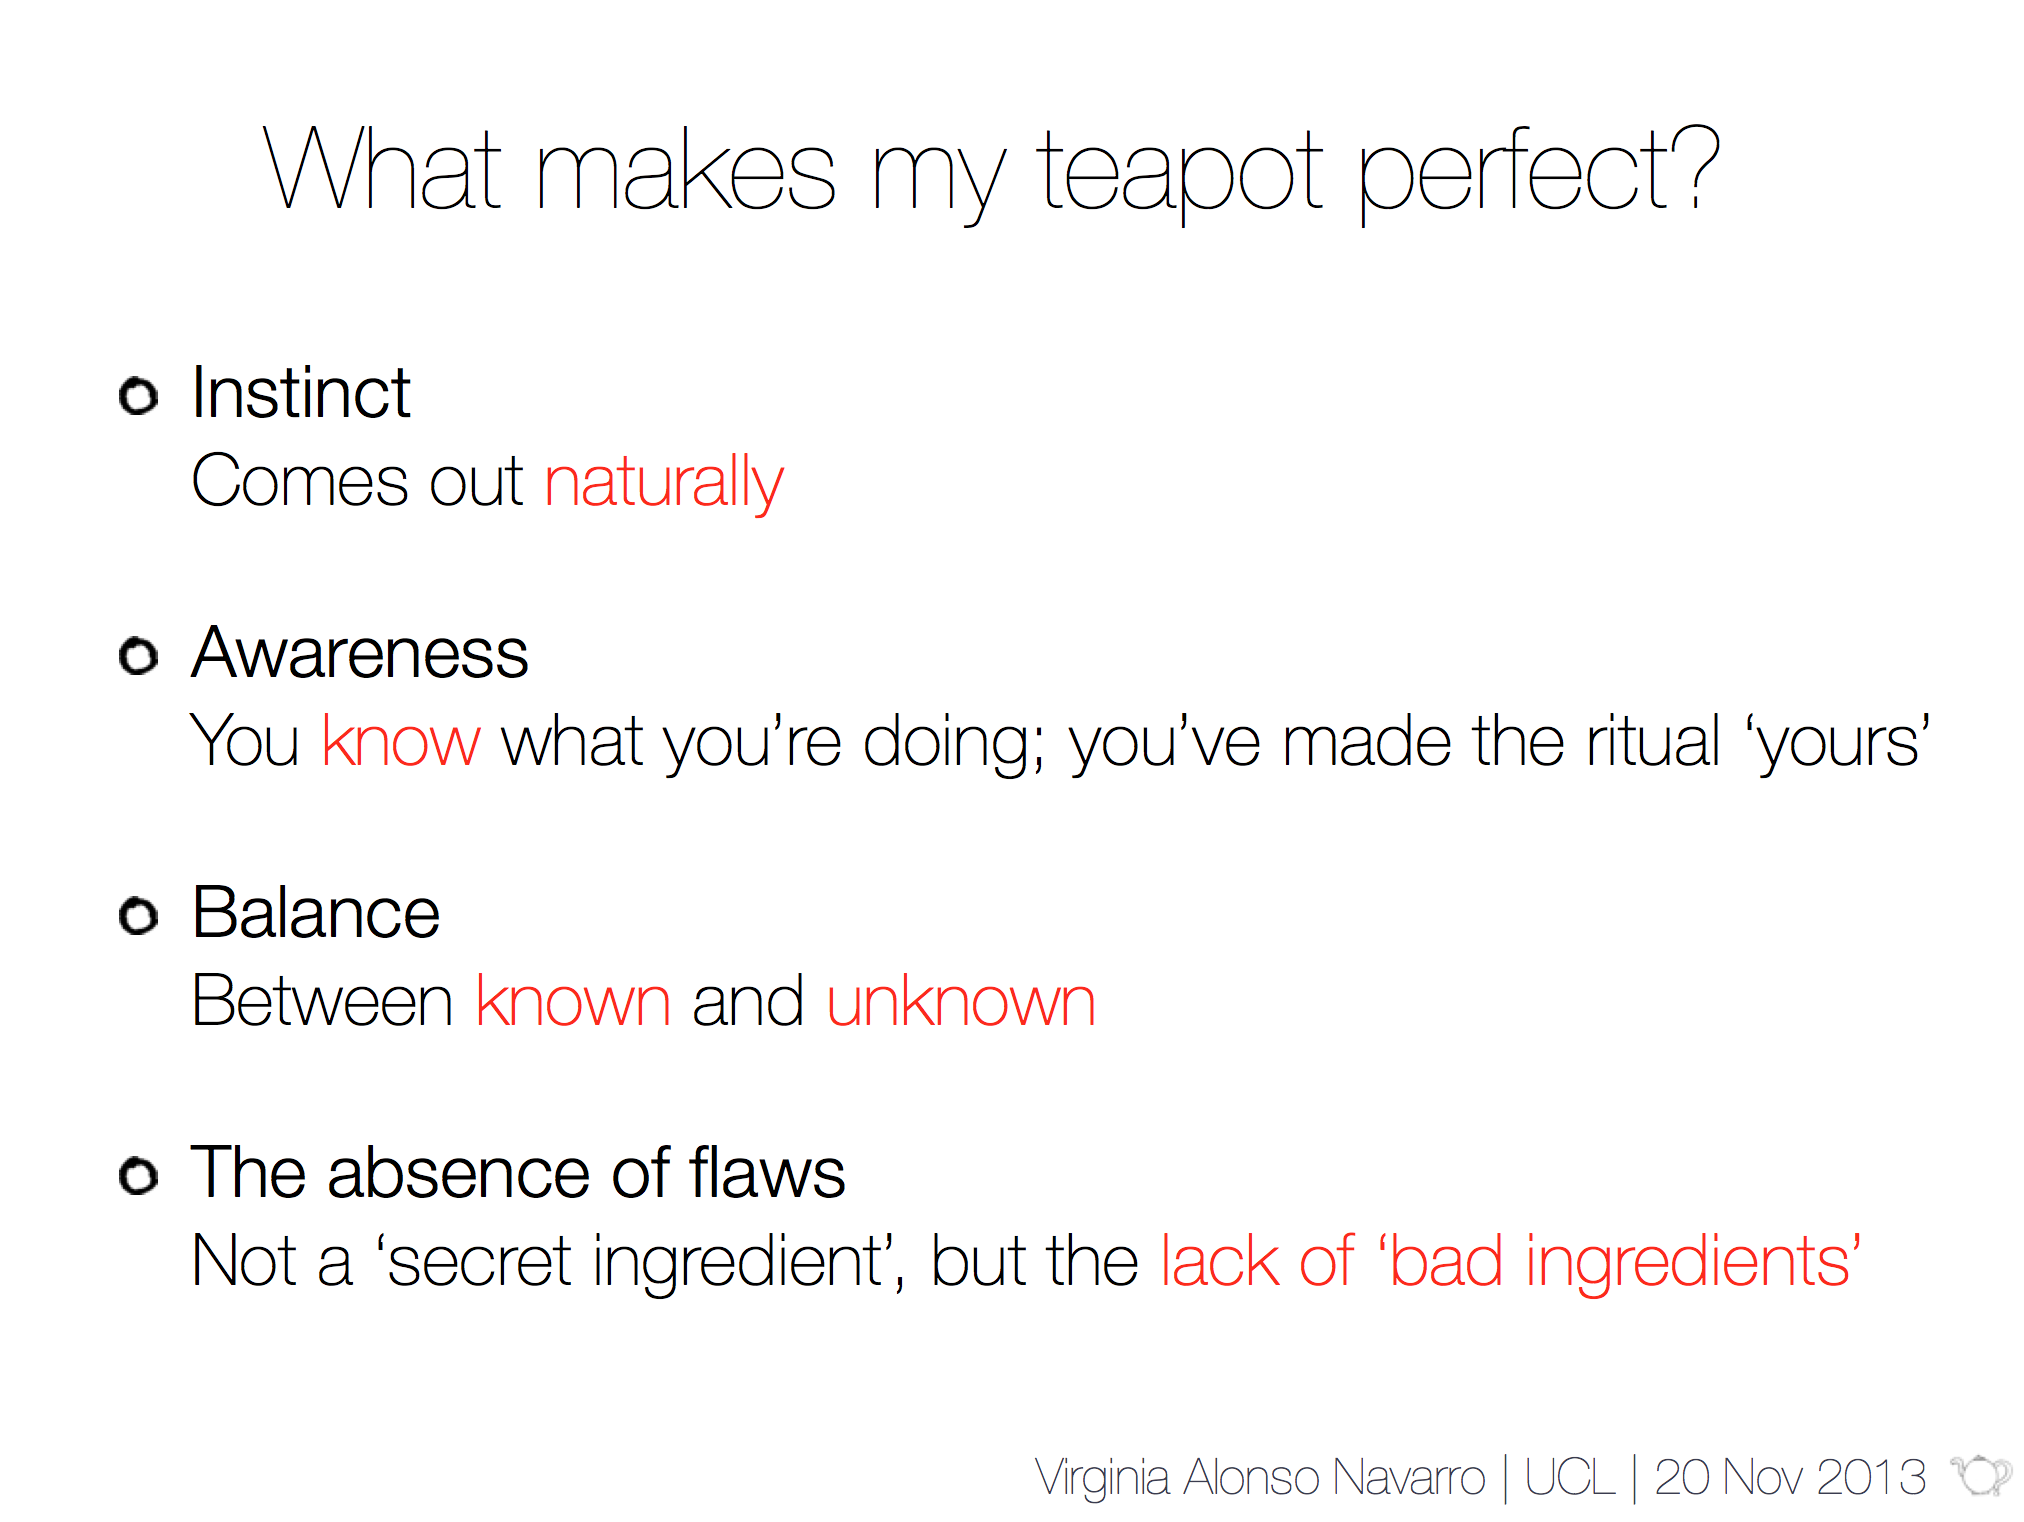 What makes my teapot perfect?
Instinct
Comes out naturally
Awareness
You know what you’re doing; you’ve made the ritual ‘yours’
Balance
Between known and unknown
The absence of flaws
Not a ‘secret ingredient’, but the lack of ‘bad ingredients’
Virginia Alonso Navarro | UCL | 20 Nov 2013